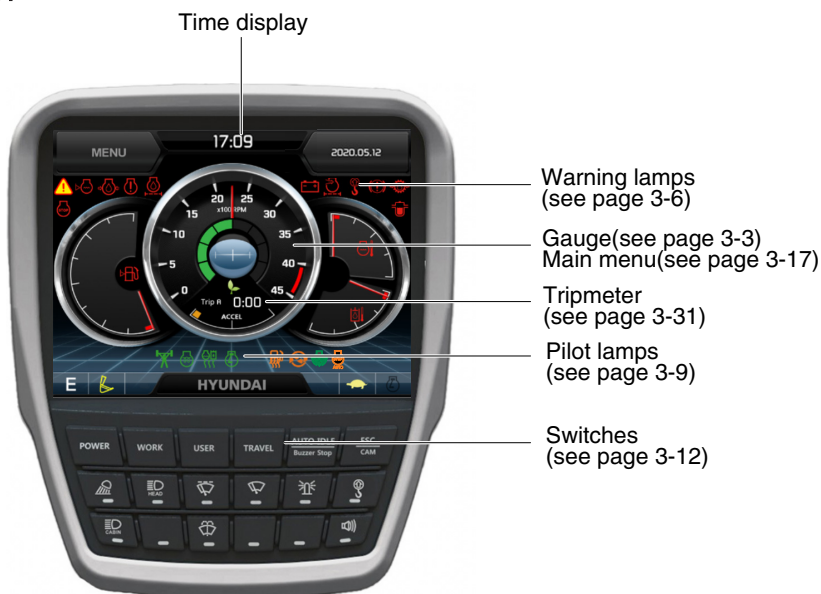 Time display
MENU
17:09
2020.05.12
Warning lamps
(see page 3-6)
Gauge(see page 3-3)
Main menu(see page 3-17)
Tripmeter
(see page 3-31)
Pilot lamps
(see page 3-9)
Switches
(see page 3-12)
0
5
10
15
20
25
30
35
40
45
x100 RPM
Trip A 0:00
ACCEL
E
HYUNDAI
POWER
WORK
USER
TRAVEL
AUTO IDLE
Buzzer Stop
ESC
CAM
HEAD
CABIN